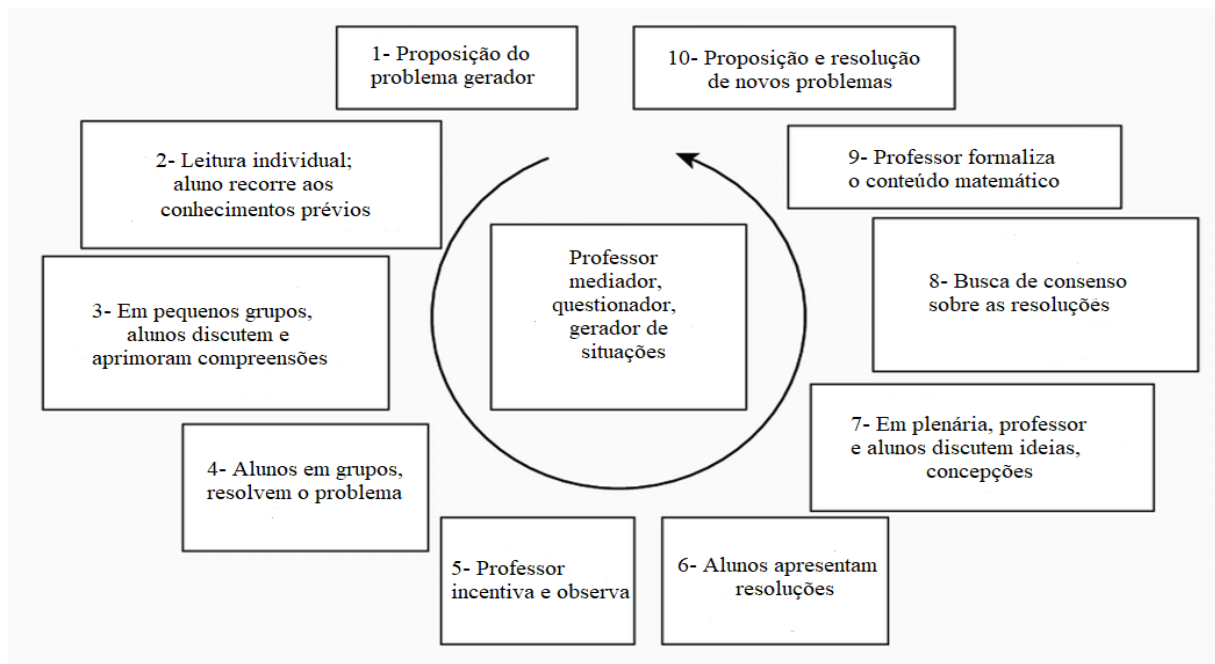 1- Proposição do
problema gerador
2- Leitura individual;
aluno recorre aos
conhecimentos prévios
3- Em pequenos grupos,
alunos discutem e
aprimoram compreensões
4- Alunos em grupos,
resolvem o problema
5- Professor
incentiva e observa
6- Alunos apresentam
resoluções
7- Em plenária, professor
e alunos discutem ideias,
concepções
8- Busca de consenso
sobre as resoluções
9- Professor formaliza
o conteúdo matemático
10- Proposição e resolução
de novos problemas
Professor
mediador,
questionador,
gerador de
situações